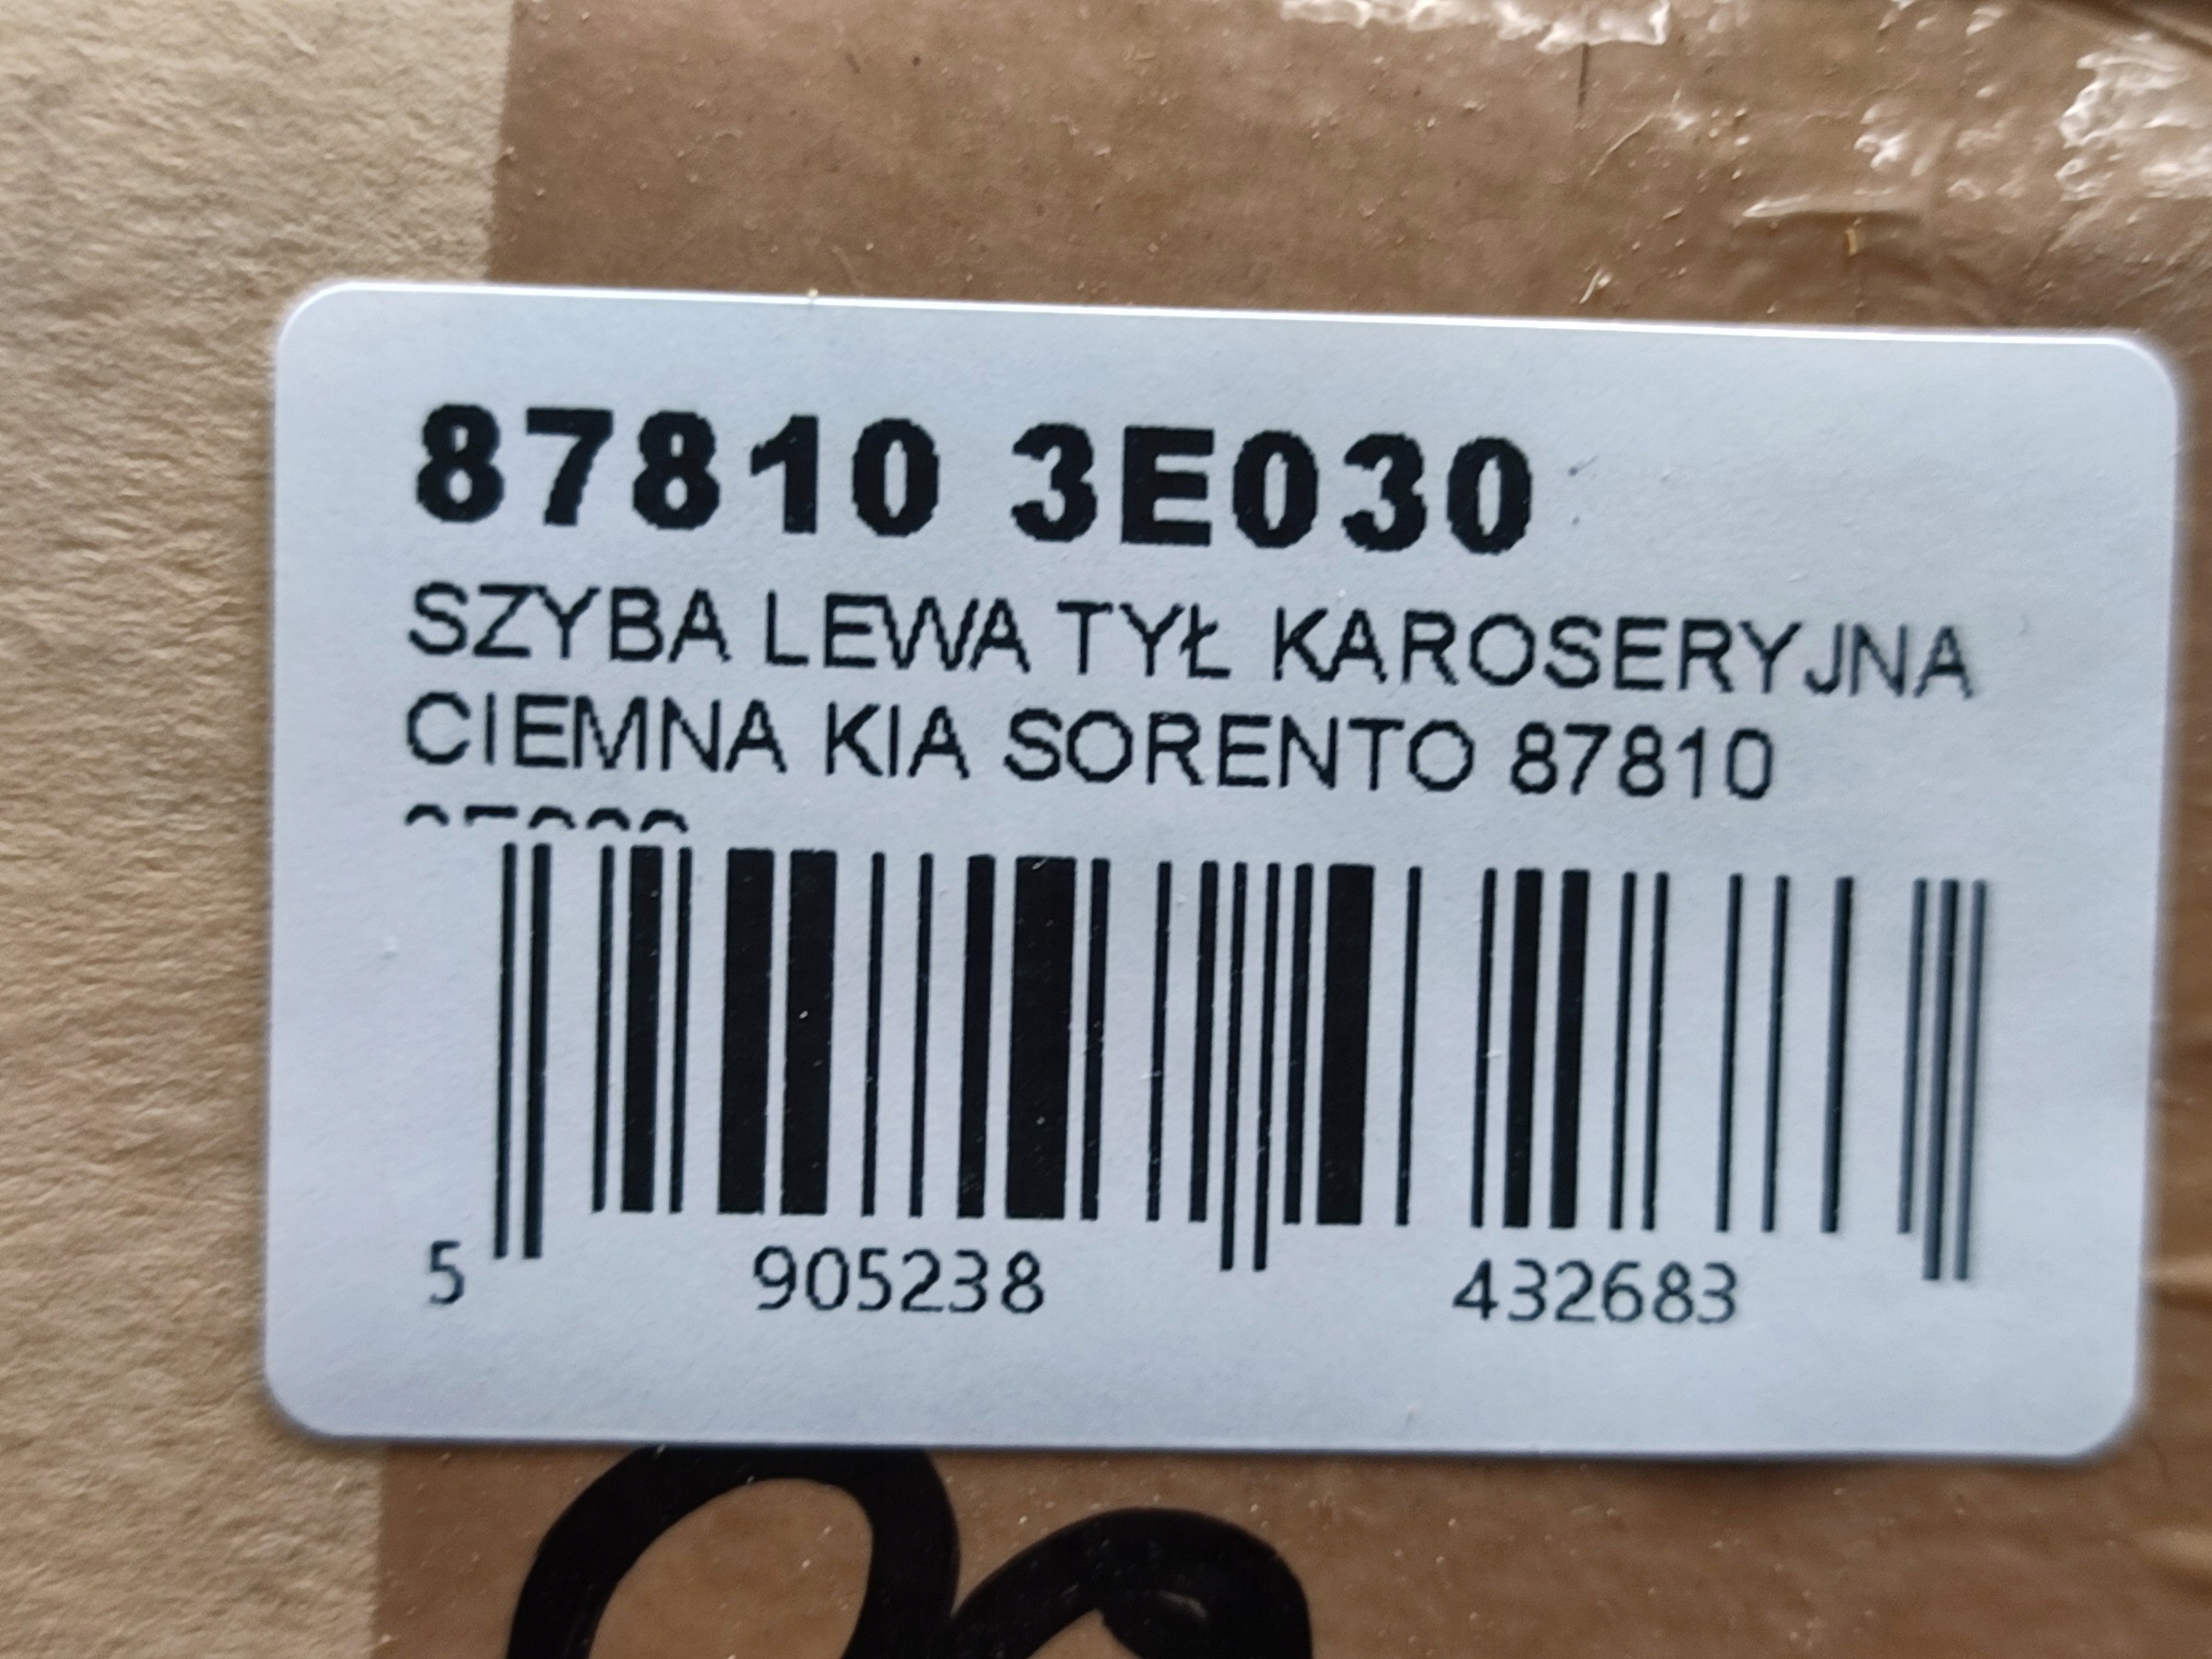 87810 3E030
SZYBA LEWA TYŁ KAROSERYJNA
CIEMNA KIA SORENTO 87810
5 905238 432683